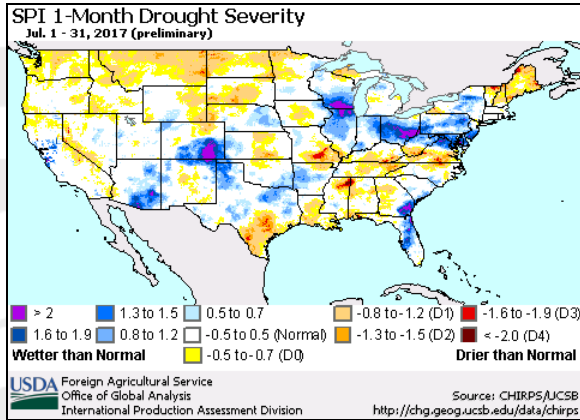 SPI 1-Month Drought Severity
Jul. 1 - 31, 2017 (preliminary)
> 2 1.3 to 1.5 0.5 to 0.7 -0.8 to -1.2 (D1) -1.6 to -1.9 (D3)
1.6 to 1.9 0.8 to 1.2 -0.5 to 0.5 (Normal) -1.3 to -1.5 (D2) <-2.0 (D4)
Wetter than Normal -0.5 to -0.7 (D0) Drier than Normal
USDA Foreign Agricultural Service
Office of Global Analysis Source: CHIRPS/UCSB
International Production Assessment Division http://chg.geog.ucsb.edu/data/chirps